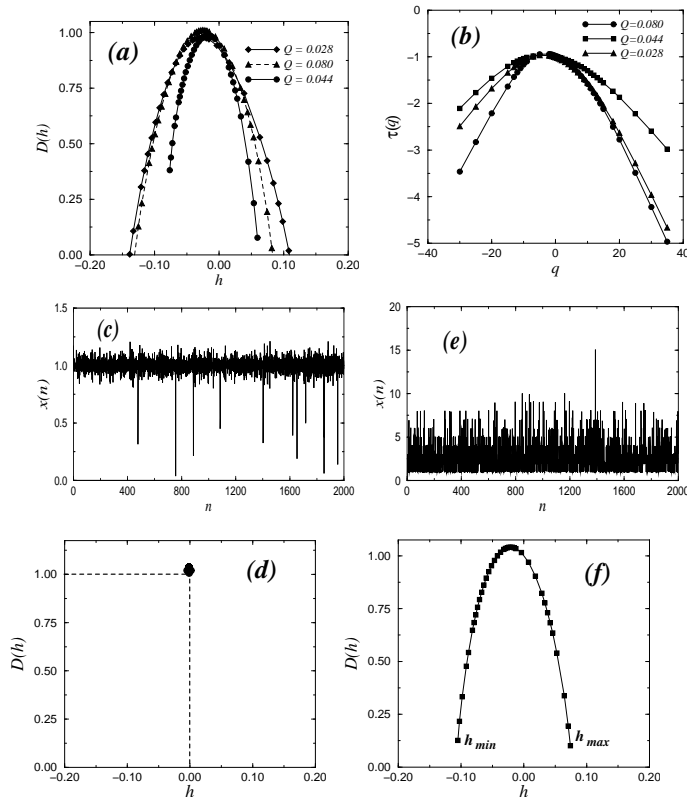 (a)
Q = 0.028
Q = 0.080
Q = 0.044
D(h)
1.00
0.75
0.50
0.25
0.00
−0.20 −0.10 0.00 0.10 0.20
h
(b)
Q=0.080
Q=0.044
Q=0.028
τ(q)
0
−1
−2
−3
−4
−5
−40 −20 0 20 40
q
(c)
x(n)
1.5
1.0
0.5
0.0
0 400 800 1200 1600 2000
n
(e)
x(n)
20
15
10
5
0
0 400 800 1200 1600 2000
n
(d)
D(h)
1.00
0.75
0.50
0.25
0.00
−0.20 −0.10 0.00 0.10 0.20
h
(f)
D(h)
1.00
0.75
0.50
0.25
0.00
h min
h max
−0.20 −0.10 0.00 0.10 0.20
h